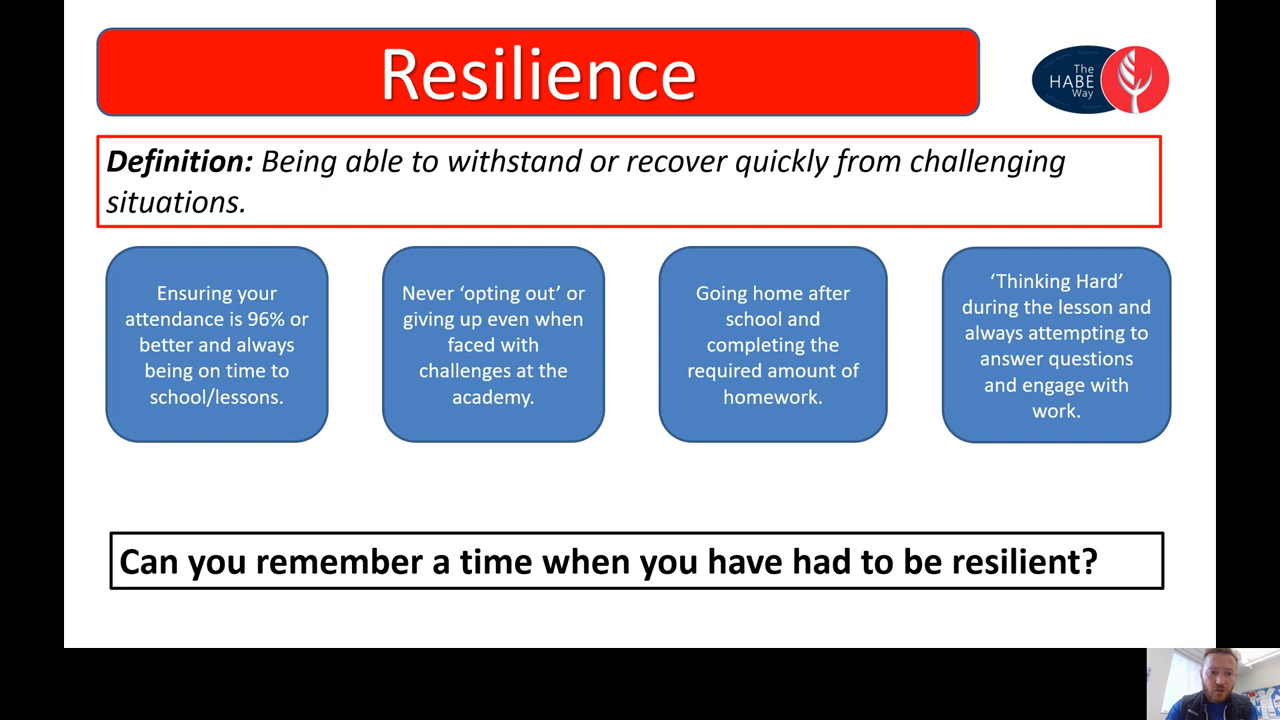 Resilience
The
HABE
Way
Definition: Being able to withstand or recover quickly from challenging
situations.
Ensuring your
attendance is 96% or
better and always
being on time to
school/lessons.
Never ‘opting out’ or
giving up even when
faced with
challenges at the
academy.
Going home after
school and
completing the
required amount of
homework.
‘Thinking Hard’
during the lesson and
always attempting to
answer questions
and engage with
work.
Can you remember a time when you have had to be resilient?